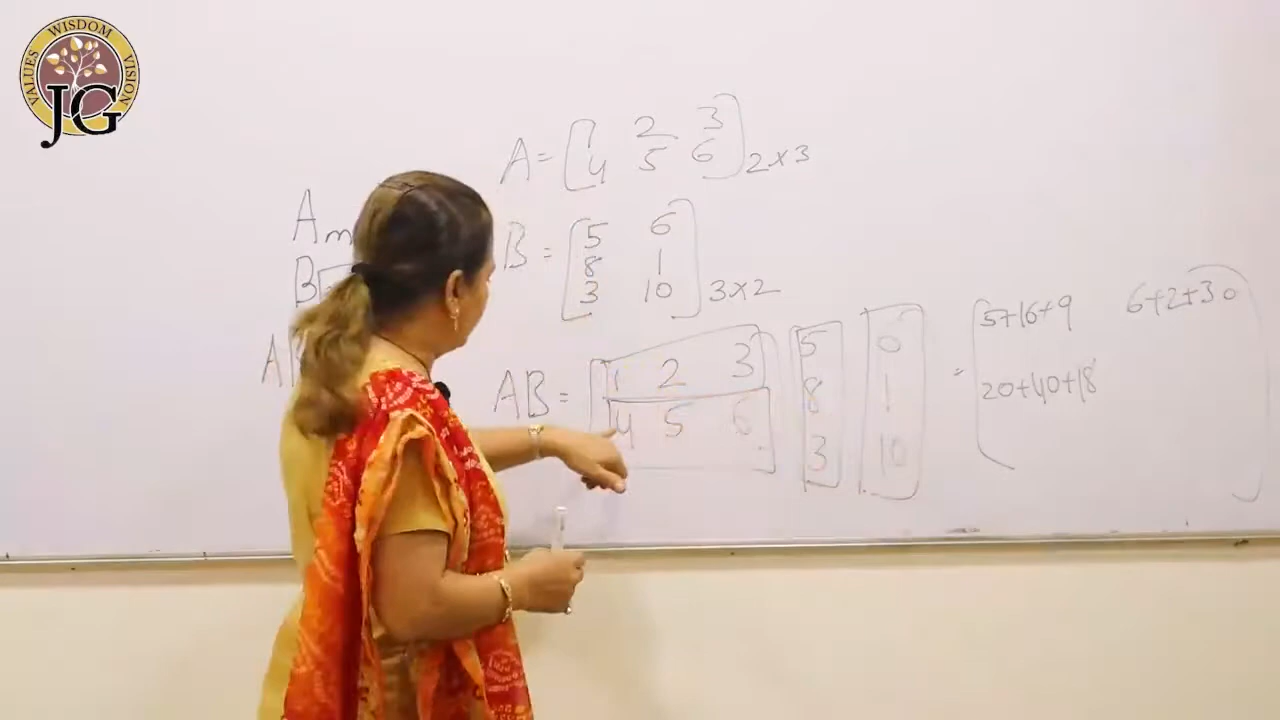 VALUES WISDOM VISION
JG
A = [1 2 3
4 5 6] 2×3
Am
B = [5 6
8 1
3 10] 3×2
B
AB = [1 2 3
4 5 6] [5 0
8 1
3 10] = [5+16+9 6+2+30
20+40+18 ]
A